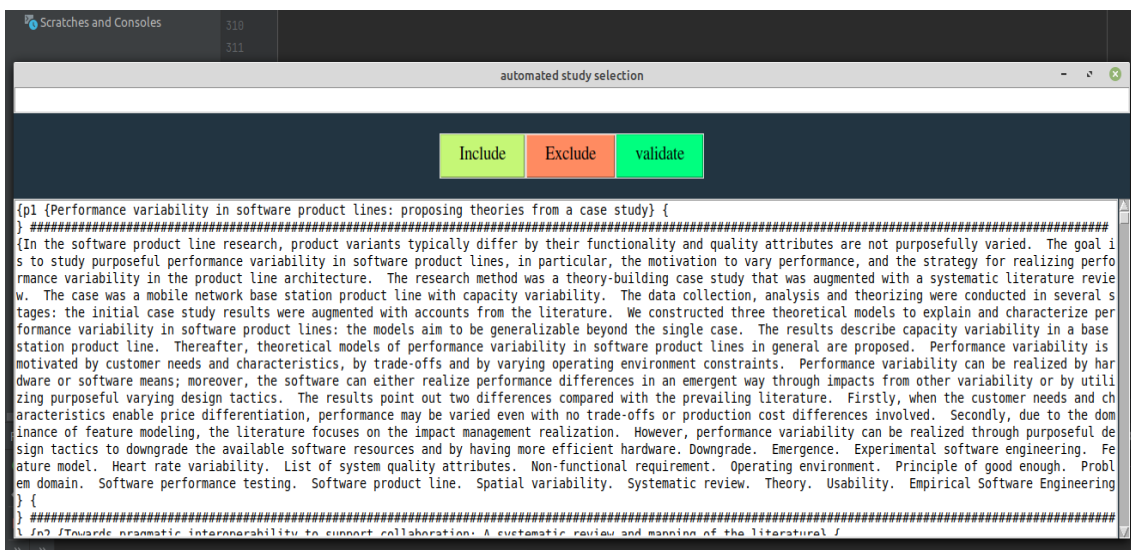 Scratches and Consoles
310
311
automated study selection
Include
Exclude
validate
{p1 {Performance variability in software product lines: proposing theories from a case study} {
} ################################################################################################################################################
{In the software product line research, product variants typically differ by their functionality and quality attributes are not purposefully varied.  The goal i
s to study purposeful performance variability in software product lines, in particular, the motivation to vary performance, and the strategy for realizing perfo
rmance variability in the product line architecture.  The research method was a theory-building case study that was augmented with a systematic literature revie
w.  The case was a mobile network base station product line with capacity variability.  The data collection, analysis and theorizing were conducted in several s
tages: the initial case study results were augmented with accounts from the literature.  We constructed three theoretical models to explain and characterize per
formance variability in software product lines: the models aim to be generalizable beyond the single case.  The results describe capacity variability in a base
station product line.  Thereafter, theoretical models of performance variability in software product lines in general are proposed.  Performance variability is
motivated by customer needs and characteristics, by trade-offs and by varying operating environment constraints.  Performance variability can be realized by har
dware or software means; moreover, the software can either realize performance differences in an emergent way through impacts from other variability or by utili
zing purposeful varying design tactics.  The results point out two differences compared with the prevailing literature.  Firstly, when the customer needs and ch
aracteristics enable price differentiation, performance may be varied even with no trade-offs or production cost differences involved.  Secondly, due to the dom
inance of feature modeling, the literature focuses on the impact management realization.  However, performance variability can be realized through purposeful de
sign tactics to downgrade the available software resources and by having more efficient hardware. Downgrade.  Emergence.  Experimental software engineering.  Fe
ature model.  Heart rate variability.  List of system quality attributes.  Non-functional requirement.  Operating environment.  Principle of good enough.  Probl
em domain.  Software performance testing.  Software product line.  Spatial variability.  Systematic review.  Theory.  Usability.  Empirical Software Engineering
} {
} ################################################################################################################################################
} {p2 {Towards pragmatic interoperability to support collaboration: A systematic review and mapping of the literature} {